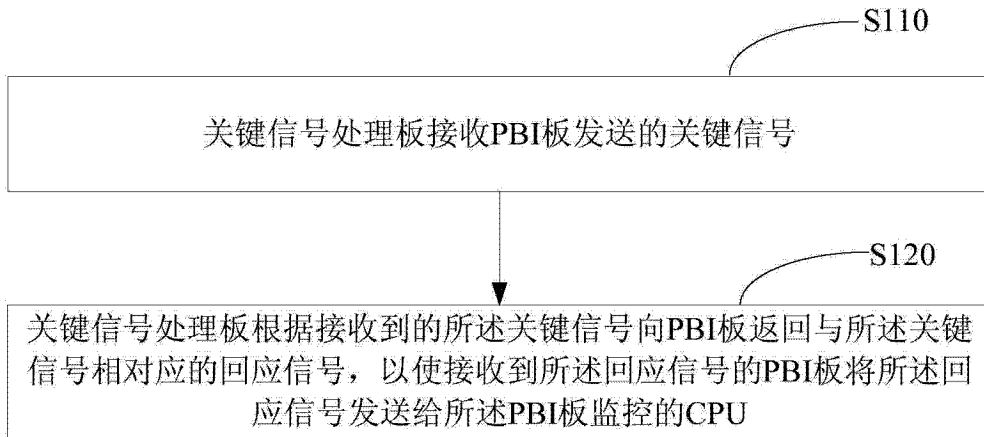 S110
关键信号处理板接收PBI板发送的关键信号
S120
关键信号处理板根据接收到的所述关键信号向PBI板返回与所述关键
信号相对应的回应信号，以使接收到所述回应信号的PBI板将所述回
应信号发送给所述PBI板监控的CPU